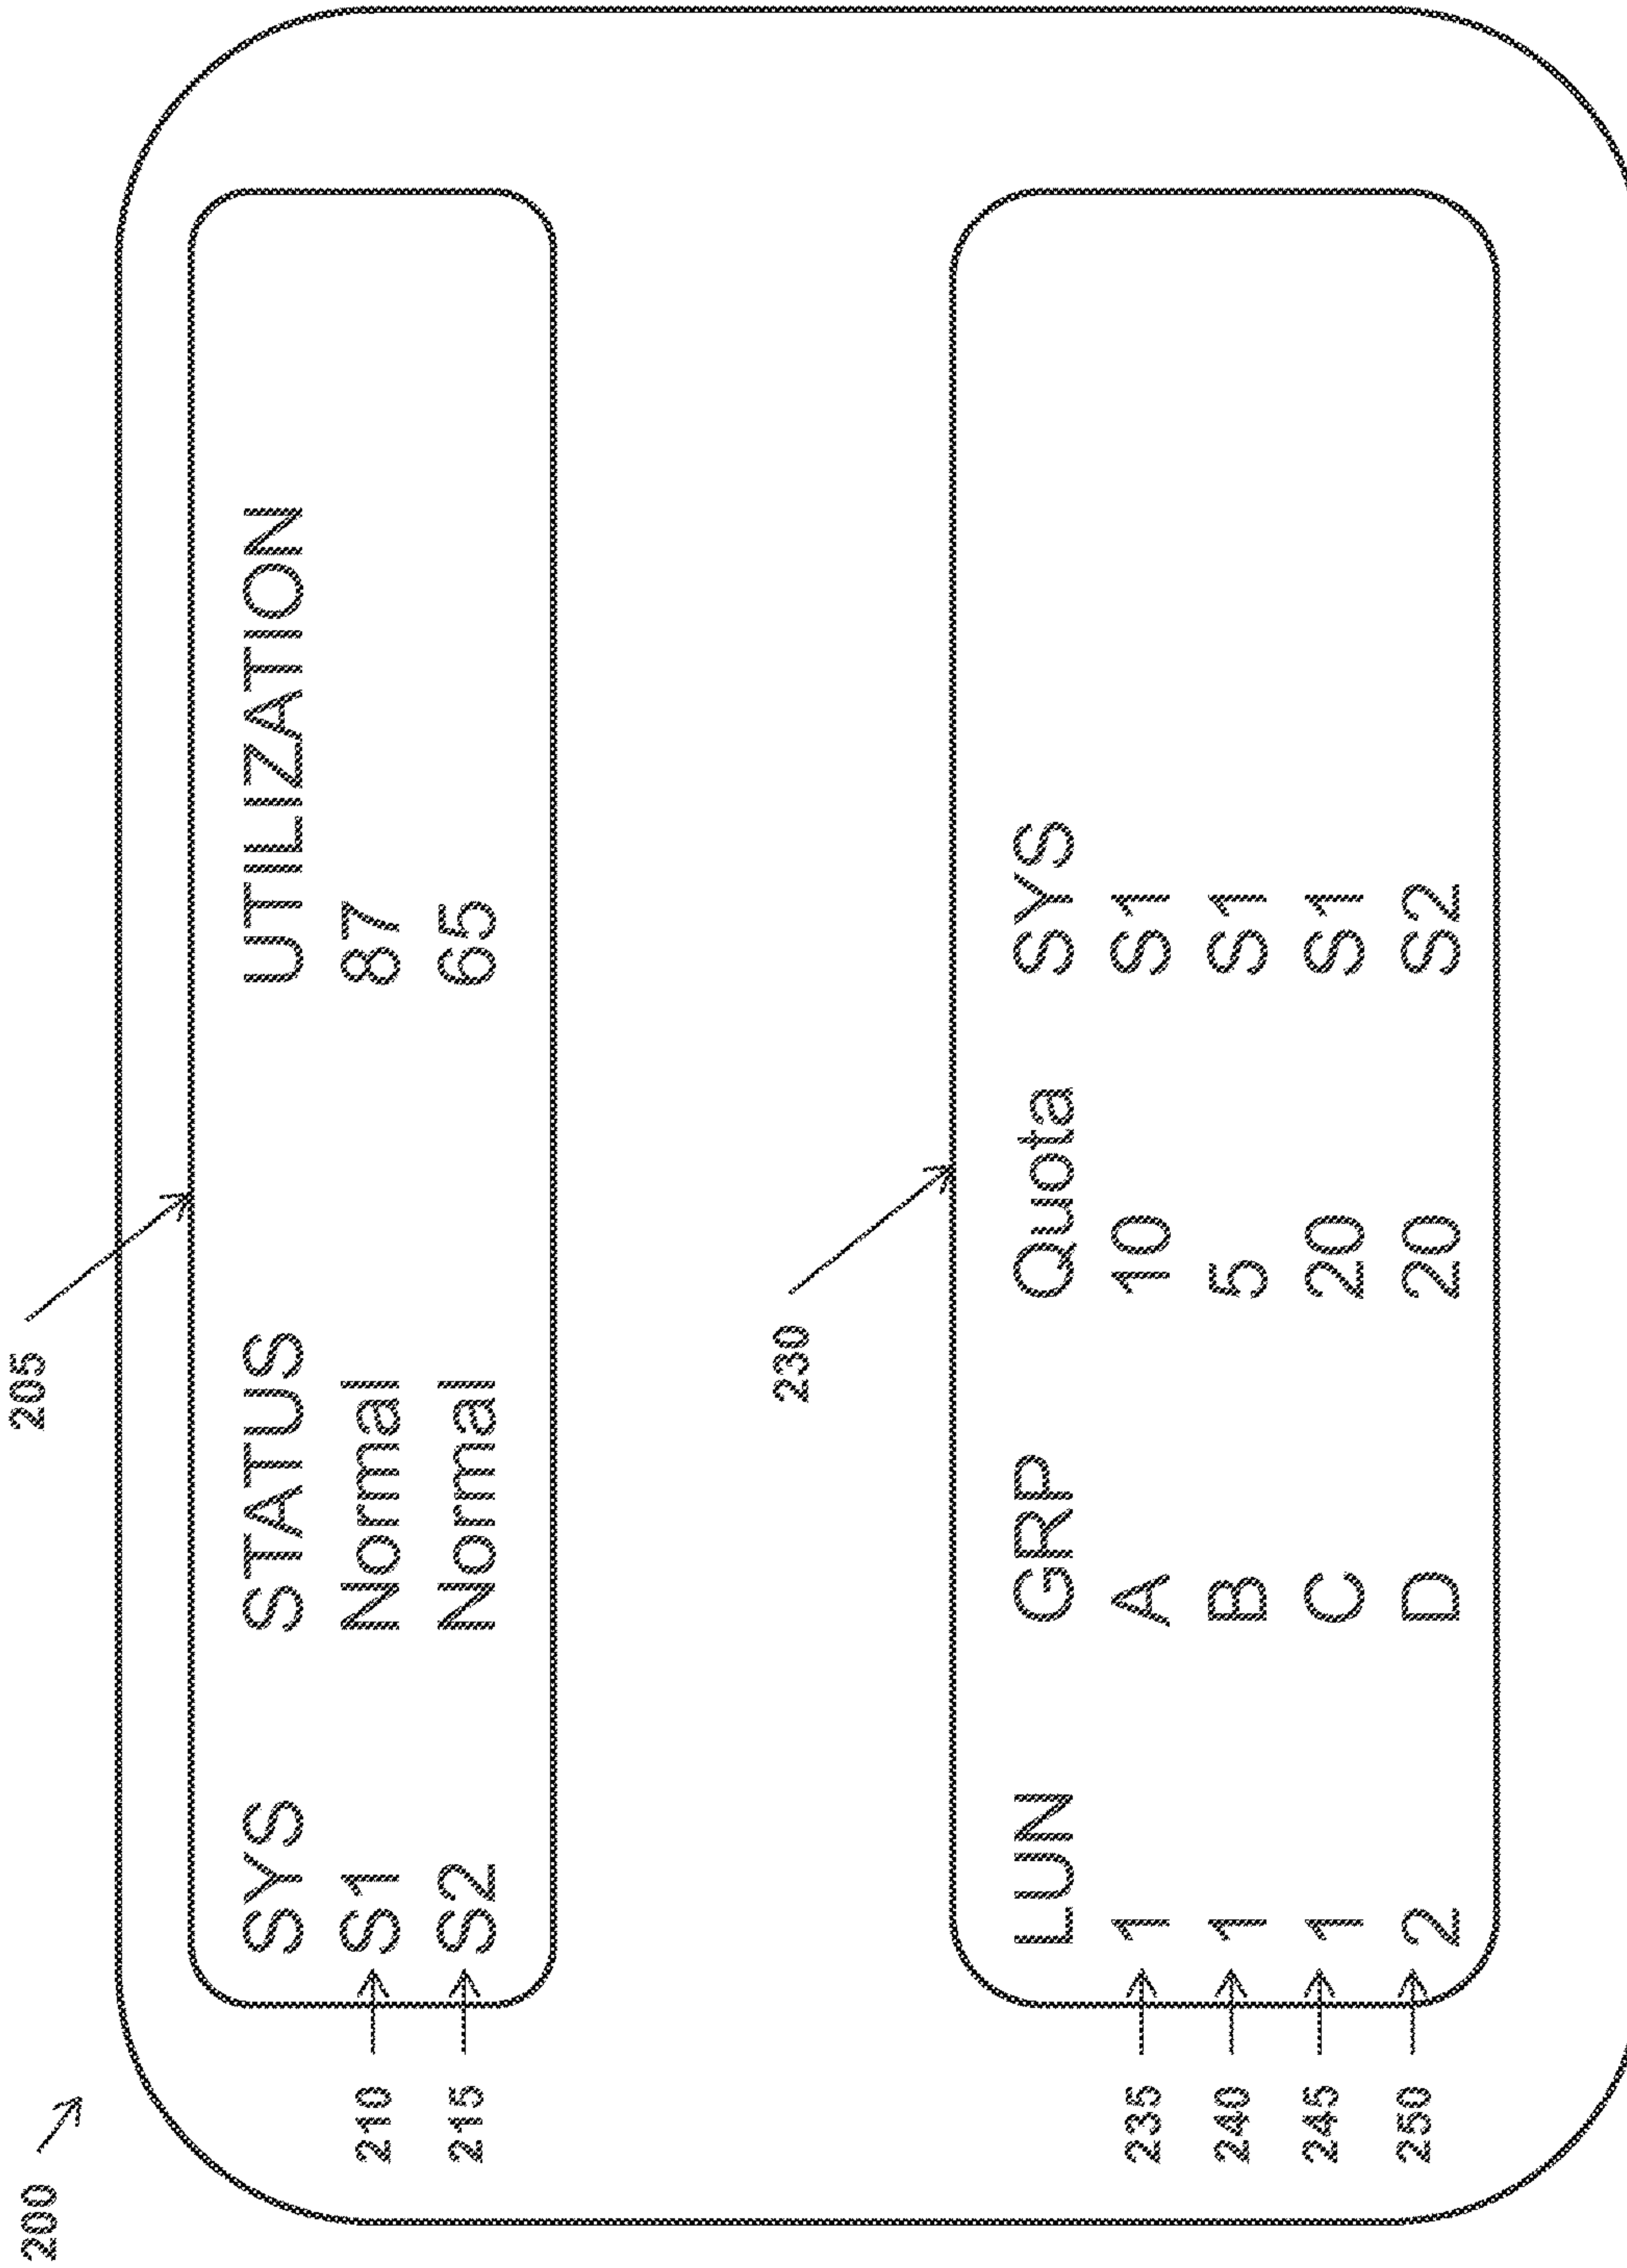 200
205
SYS STATUS UTILIZATION
210 S1 Normal 87
215 S2 Normal 65
230
LUN GRP Quota SYS
235 1 A 10 S1
240 1 B 5 S1
245 1 C 20 S1
250 2 D 20 S2